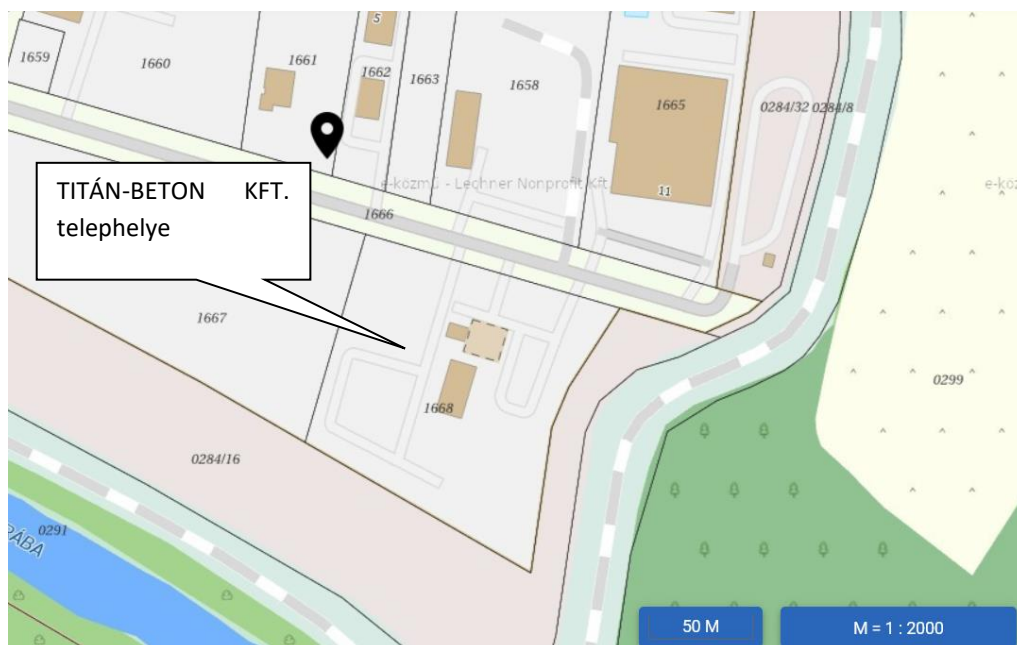 5
1659
1660
1661
1662
1663
1658
1665
0284/32 0284/8
11
e-közmű - Lechner Nonprofit Kft.
e-köz
TITÁN-BETON KFT.
telephelye
1666
1667
1668
0299
0284/16
0291
RÁBA
50 M
M = 1 : 2000